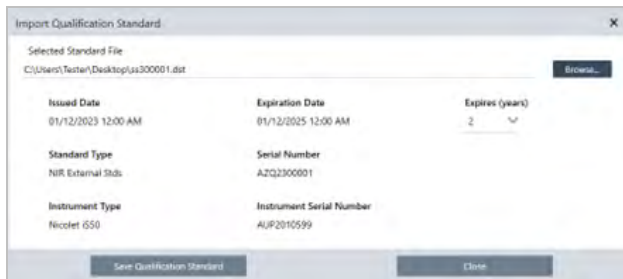 Import Qualification Standard
Selected Standard File
C:\Users\Tester\Desktop\ss300001.dst
Browse...
Issued Date Expiration Date Expires (years)
01/12/2023 12:00 AM 01/12/2025 12:00 AM 2
Standard Type Serial Number
NIR External Stds AZQ2300001
Instrument Type Instrument Serial Number
Nicolet iS50 AUP2010599
Save Qualification Standard Close